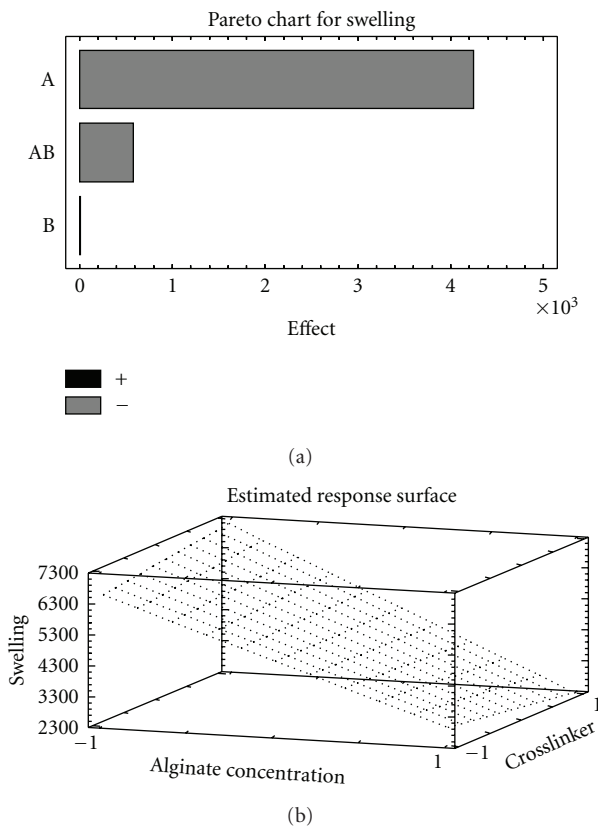 Pareto chart for swelling
A
AB
B
0 1 2 3 4 5
×10³
Effect
+
−
(a)
Estimated response surface
7300
6300
5300
4300
3300
2300
Swelling
−1 1
Alginate concentration
−1 1
Crosslinker
(b)